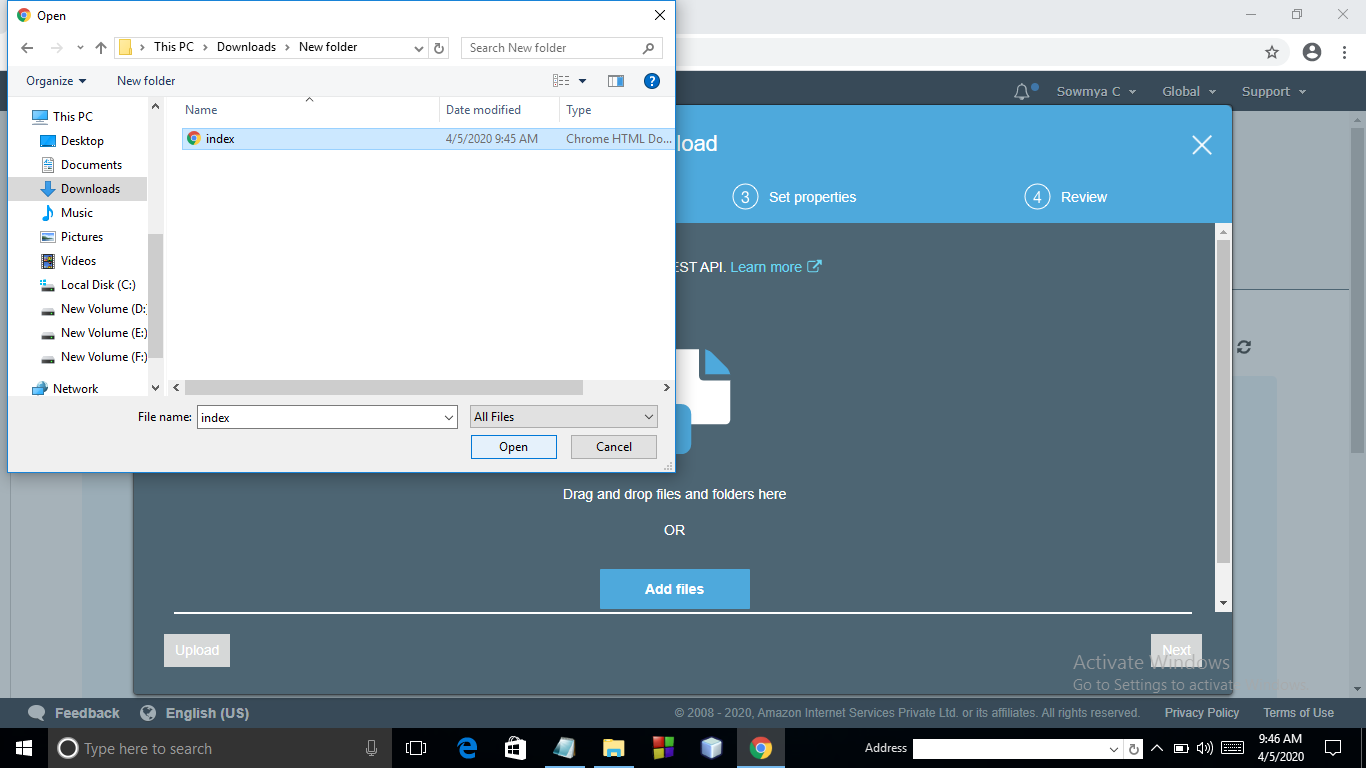 Open
This PC > Downloads > New folder
Search New folder
Organize
New folder
Sowmya C
Global
Support
This PC
Desktop
Documents
Downloads
Music
Pictures
Videos
Local Disk (C:)
New Volume (D:
New Volume (E:)
New Volume (F:)
Network
Name
Date modified
Type
index
4/5/2020 9:45 AM
Chrome HTML Do...
File name:
index
All Files
Open
Cancel
load
3 Set properties
4 Review
EST API. Learn more
Drag and drop files and folders here
OR
Add files
Upload
Next
Activate Windows
Go to Settings to activate
Feedback
English (US)
© 2008 - 2020, Amazon Internet Services Private Ltd. or its affiliates. All rights reserved.
Privacy Policy
Terms of Use
Type here to search
Address
9:46 AM
4/5/2020